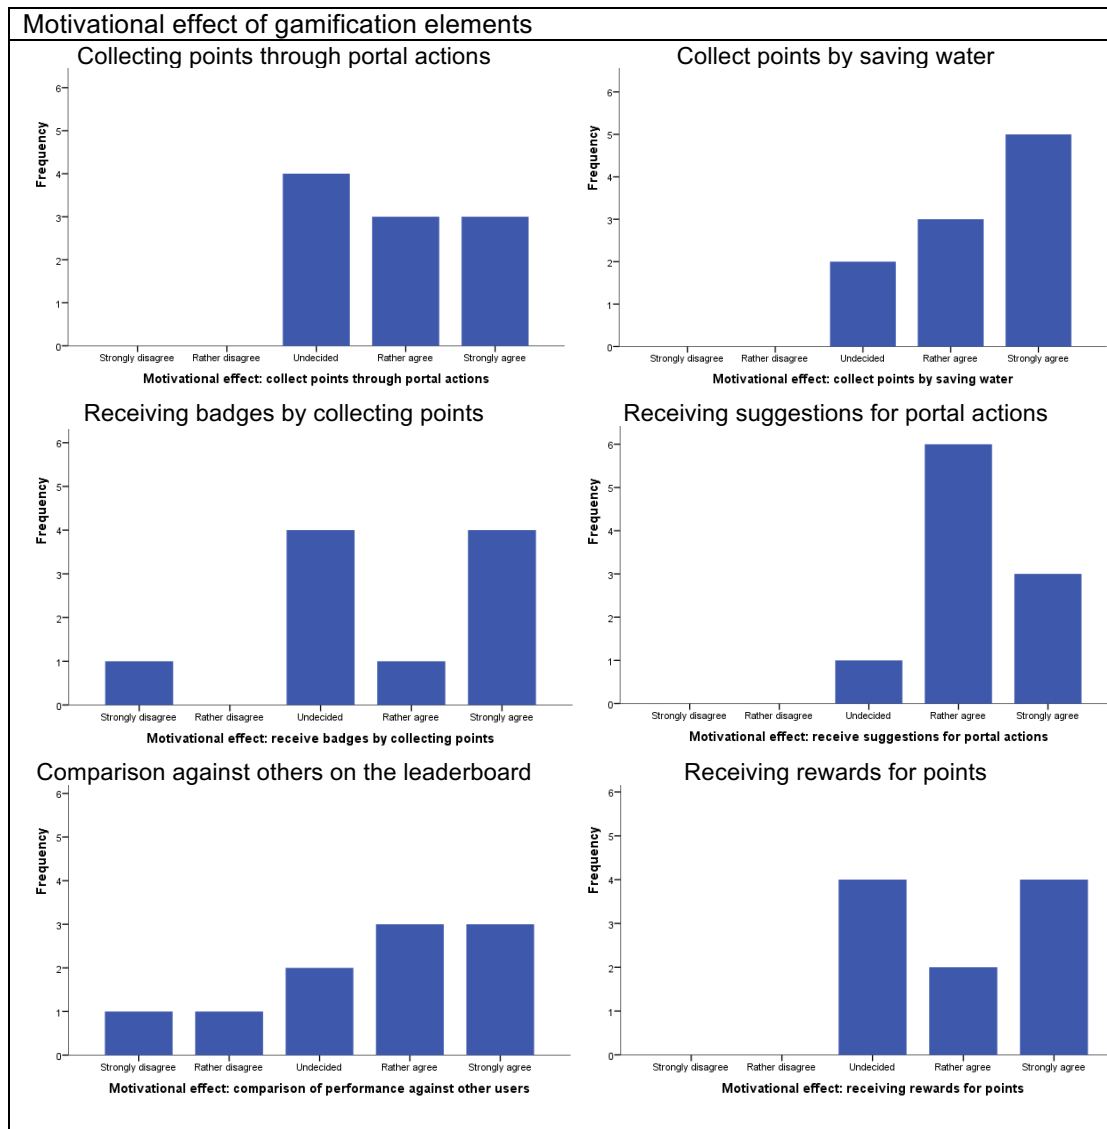 Motivational effect of gamification elements
Collecting points through portal actions
Frequency
6
5
4
3
2
1
0
Strongly disagree Rather disagree Undecided Rather agree Strongly agree
Motivational effect: collect points through portal actions
Collect points by saving water
Frequency
6
5
4
3
2
1
0
Strongly disagree Rather disagree Undecided Rather agree Strongly agree
Motivational effect: collect points by saving water
Receiving badges by collecting points
Frequency
6
5
4
3
2
1
0
Strongly disagree Rather disagree Undecided Rather agree Strongly agree
Motivational effect: receive badges by collecting points
Receiving suggestions for portal actions
Frequency
6
5
4
3
2
1
0
Strongly disagree Rather disagree Undecided Rather agree Strongly agree
Motivational effect: receive suggestions for portal actions
Comparison against others on the leaderboard
Frequency
6
5
4
3
2
1
0
Strongly disagree Rather disagree Undecided Rather agree Strongly agree
Motivational effect: comparison of performance against other users
Receiving rewards for points
Frequency
6
5
4
3
2
1
0
Strongly disagree Rather disagree Undecided Rather agree Strongly agree
Motivational effect: receiving rewards for points